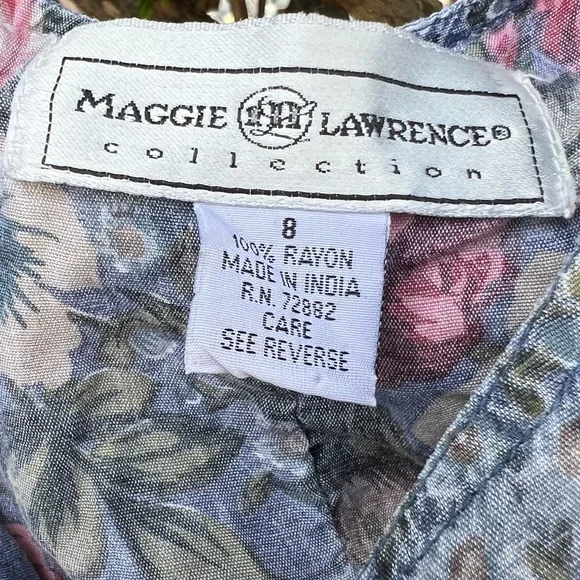 MAGGIE M LAWRENCE®
collection
8
100% RAYON
MADE IN INDIA
R.N. 72882
CARE
SEE REVERSE